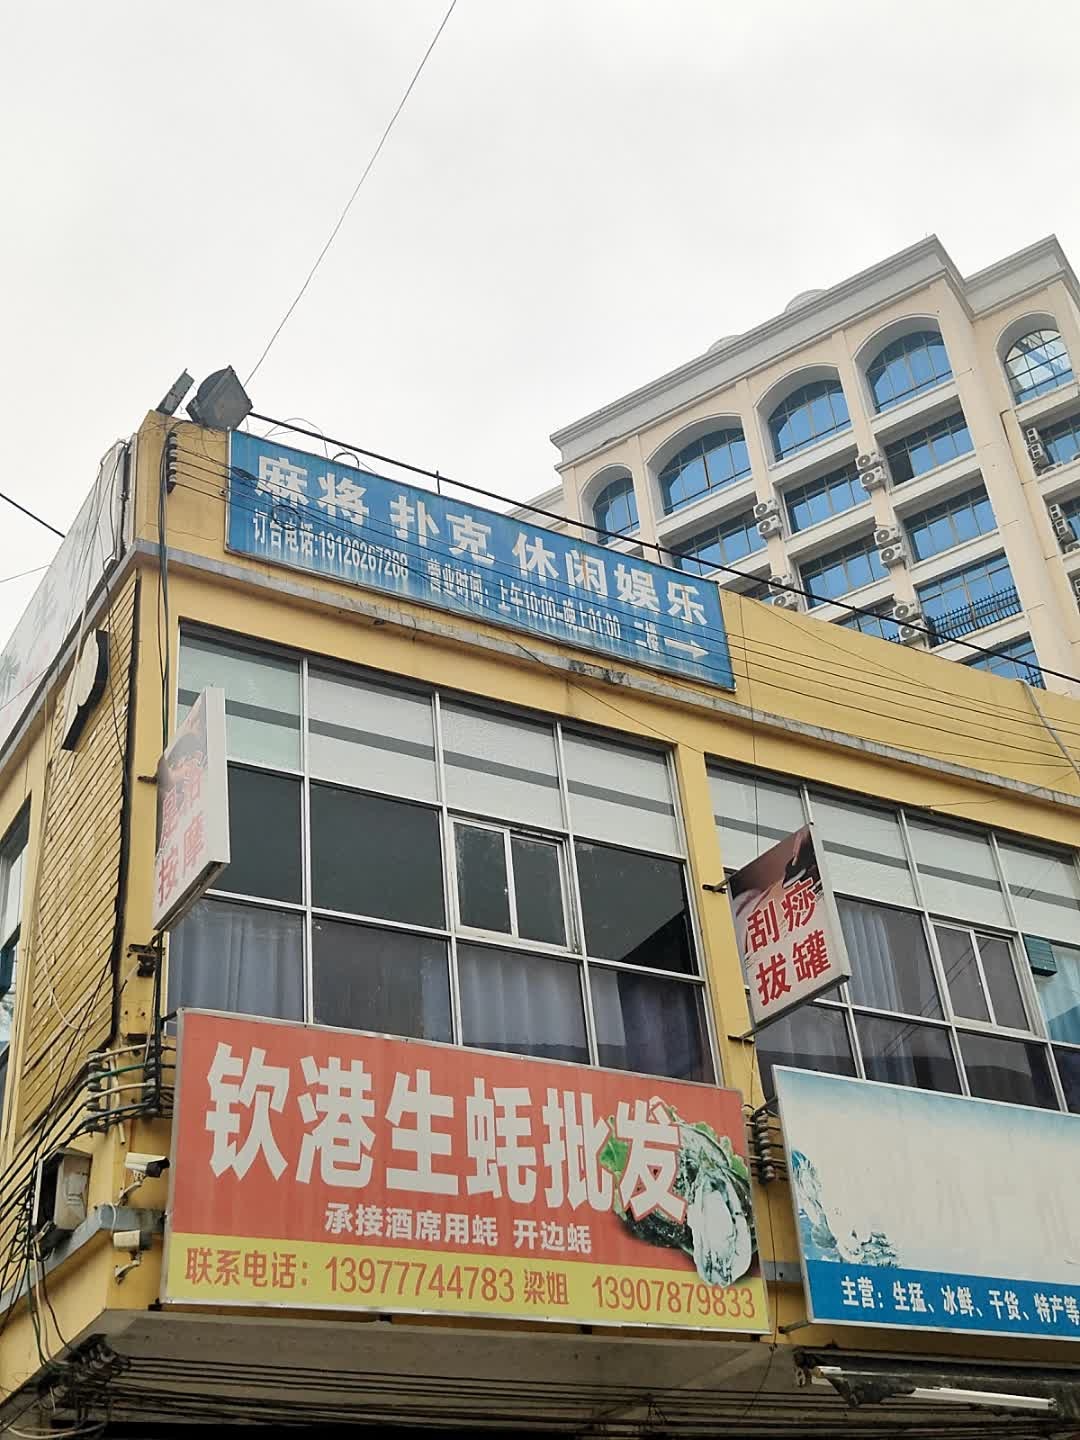 麻将 扑克 休闲娱乐
订台电话:19126267268 营业时间：上午10:00-晚上01:00 二楼
按摩
刮痧
拔罐
钦港生蚝批发
承接酒席用蚝 开边蚝
联系电话：13977744783 梁姐 13907879833
主营：生猛、冰鲜、干货、特产等